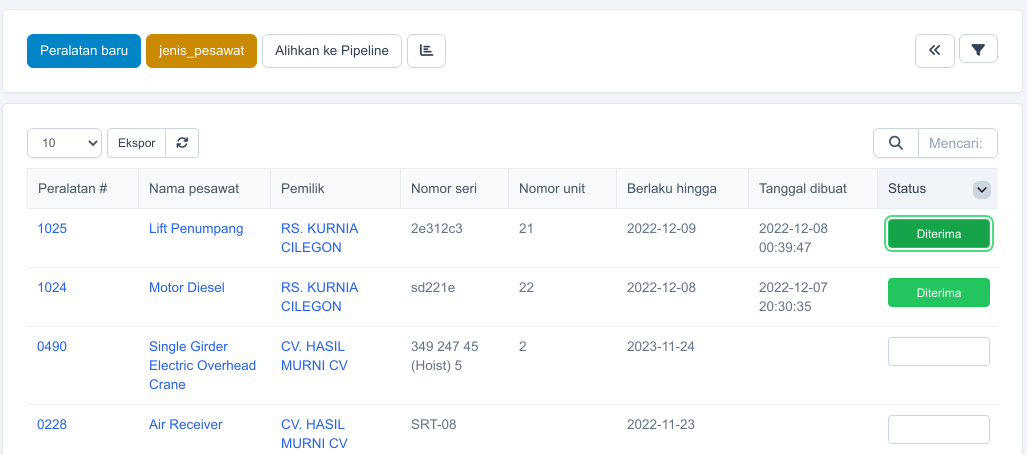 Peralatan baru jenis_pesawat Alihkan ke Pipeline
10 Ekspor Mencari:
Peralatan # Nama pesawat Pemilik Nomor seri Nomor unit Berlaku hingga Tanggal dibuat Status
1025 Lift Penumpang RS. KURNIA 2e312c3 21 2022-12-09 2022-12-08 Diterima
CILEGON 00:39:47
1024 Motor Diesel RS. KURNIA sd221e 22 2022-12-08 2022-12-07 Diterima
CILEGON 20:30:35
0490 Single Girder CV. HASIL 349 247 45 2 2023-11-24
Electric Overhead MURNI CV (Hoist) 5
Crane
0228 Air Receiver CV. HASIL SRT-08 2022-11-23
MURNI CV